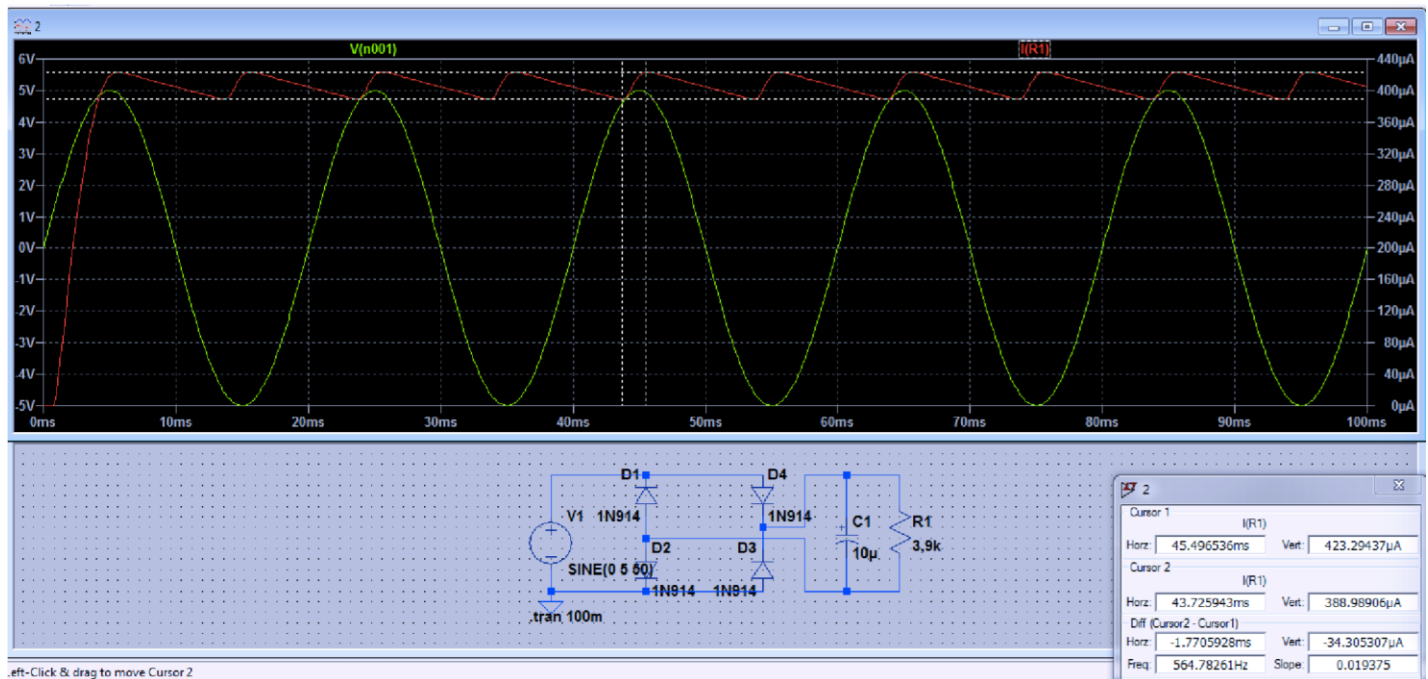 2
V(n001) I(R1)
6V 440µA
5V 400µA
4V 360µA
3V 320µA
2V 280µA
1V 240µA
0V 200µA
-1V 160µA
-2V 120µA
-3V 80µA
-4V 40µA
-5V 0µA
0ms 10ms 20ms 30ms 40ms 50ms 60ms 70ms 80ms 90ms 100ms
D1 D4
V1 1N914 1N914 C1 R1
D2 D3 10µ 3,9k
SINE(0 5 50) 1N914 1N914
.tran 100m
2
Cursor 1
I(R1)
Horz: 45.496536ms Vert: 423.29437µA
Cursor 2
I(R1)
Horz: 43.725943ms Vert: 388.98906µA
Diff (Cursor2 - Cursor1)
Horz: -1.7705928ms Vert: -34.305307µA
Freq: 564.78261Hz Slope: 0.019375
Left-Click & drag to move Cursor 2